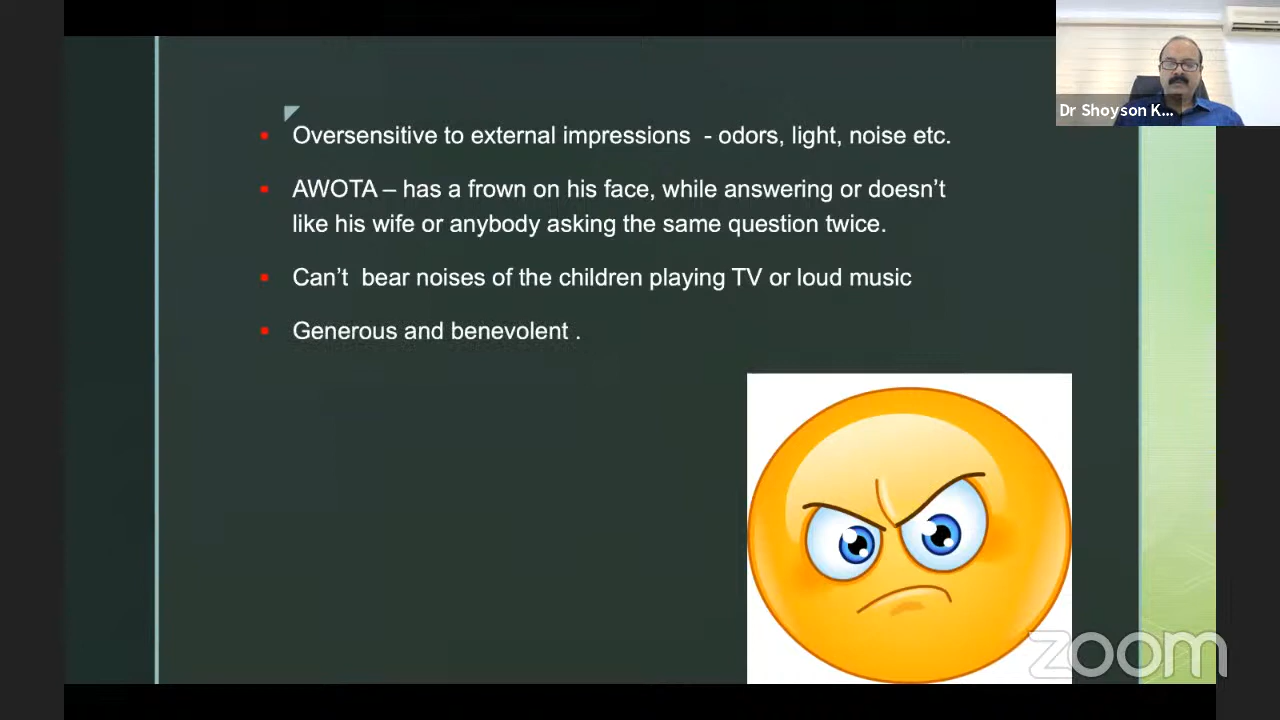 Dr Shoyson K...
Oversensitive to external impressions - odors, light, noise etc.
AWOTA – has a frown on his face, while answering or doesn’t
like his wife or anybody asking the same question twice.
Can’t bear noises of the children playing TV or loud music
Generous and benevolent .
zoom